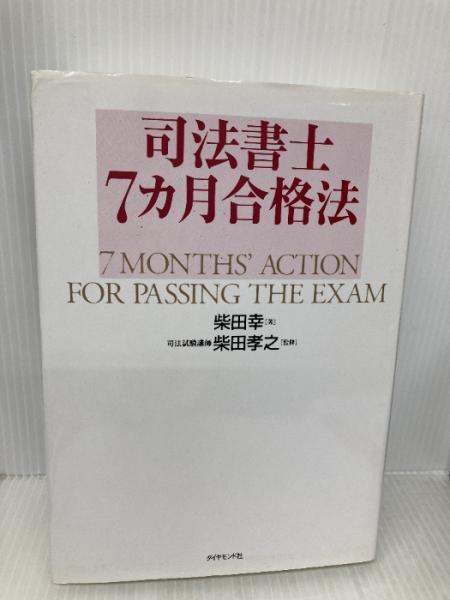 司法書士
7カ月合格法
7 MONTHS' ACTION
FOR PASSING THE EXAM
柴田幸[著]
司法試験講師 柴田孝之[監修]
ダイヤモンド社